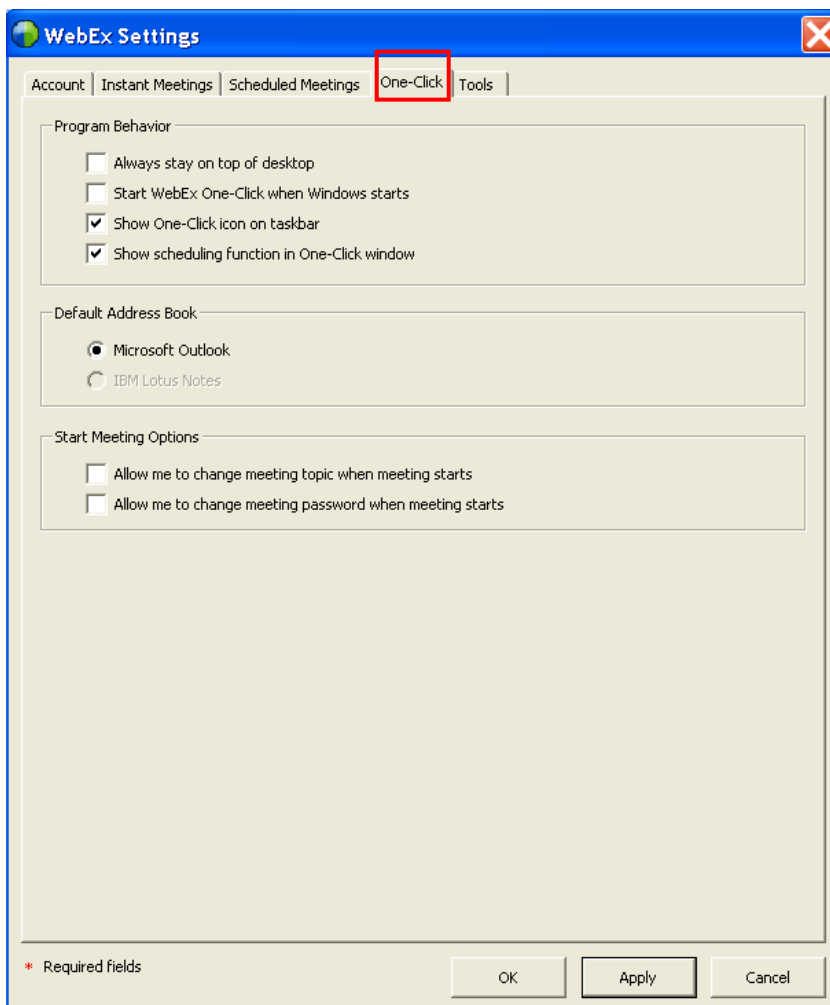 WebEx Settings
Account Instant Meetings Scheduled Meetings One-Click Tools
Program Behavior
Always stay on top of desktop
Start WebEx One-Click when Windows starts
Show One-Click icon on taskbar
Show scheduling function in One-Click window
Default Address Book
Microsoft Outlook
IBM Lotus Notes
Start Meeting Options
Allow me to change meeting topic when meeting starts
Allow me to change meeting password when meeting starts
* Required fields
OK Apply Cancel